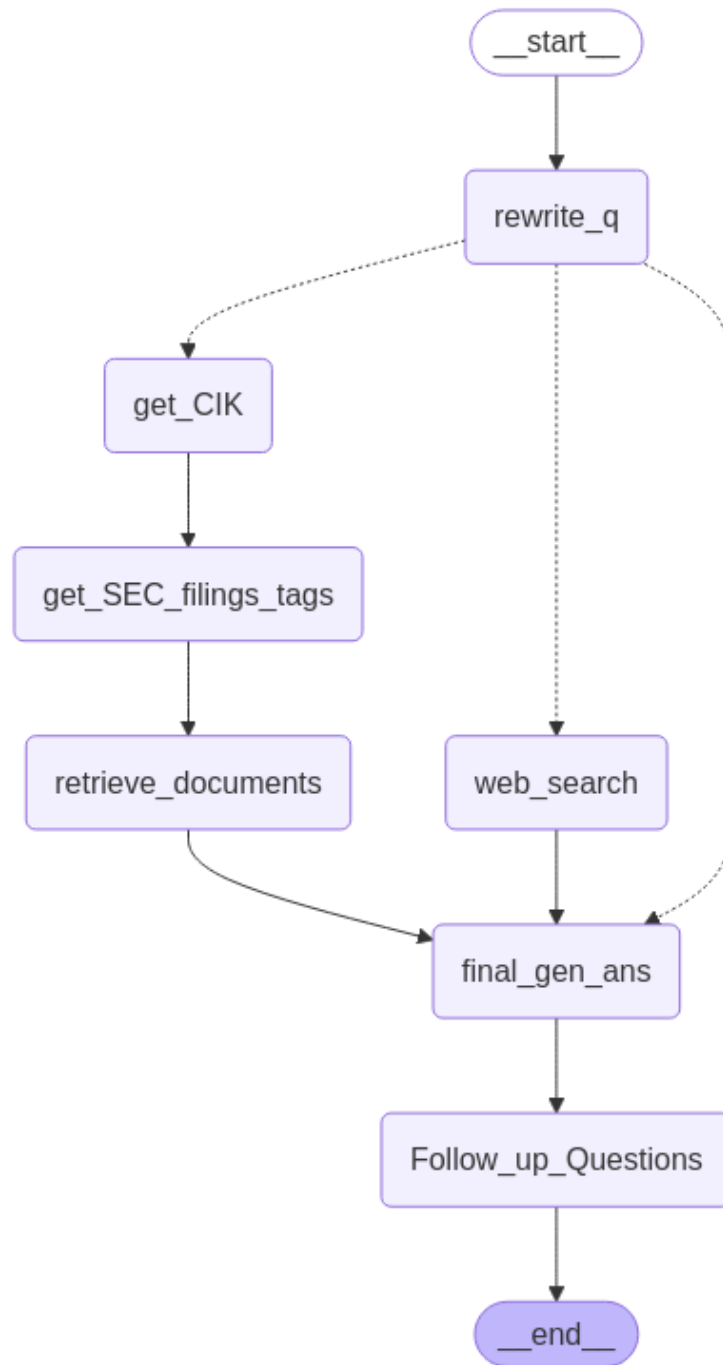 __start__
rewrite_q
get_CIK
get_SEC_filings_tags
retrieve_documents
web_search
final_gen_ans
Follow_up_Questions
__end__